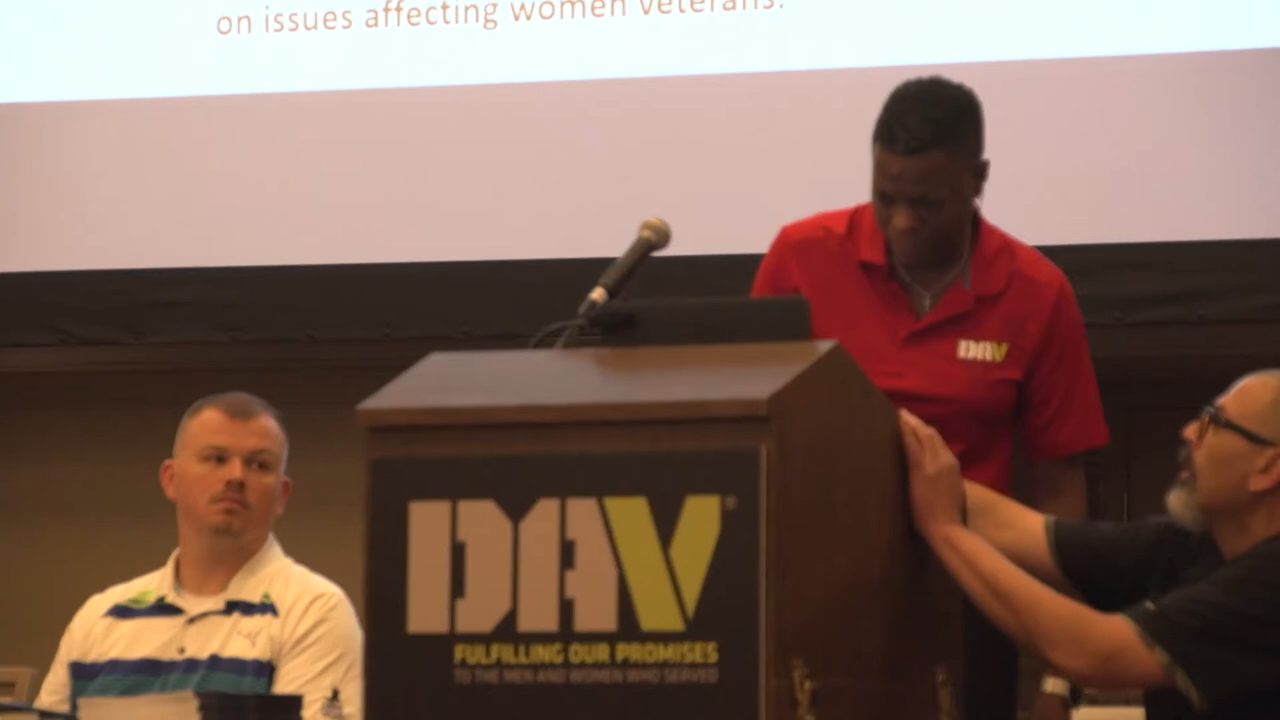 on issues affecting women veterans.
DAV
DAV®
FULFILLING OUR PROMISES
TO THE MEN AND WOMEN WHO SERVED